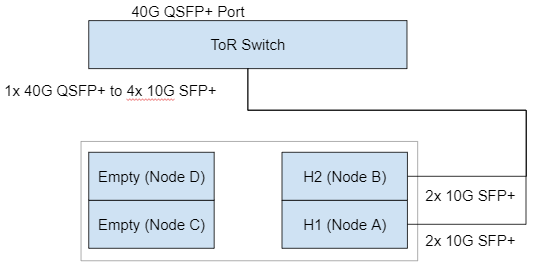 40G QSFP+ Port
ToR Switch
1x 40G QSFP+ to 4x 10G SFP+
Empty (Node D)
H2 (Node B)
2x 10G SFP+
Empty (Node C)
H1 (Node A)
2x 10G SFP+